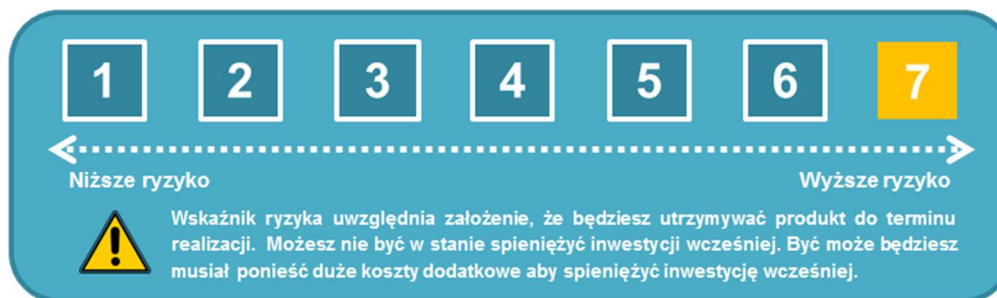 1 2 3 4 5 6 7
Niższe ryzyko Wyższe ryzyko
Wskaźnik ryzyka uwzględnia założenie, że będziesz utrzymywać produkt do terminu
realizacji. Możesz nie być w stanie spieniężyć inwestycji wcześniej. Być może będziesz
musiał ponieść duże koszty dodatkowe aby spieniężyć inwestycję wcześniej.